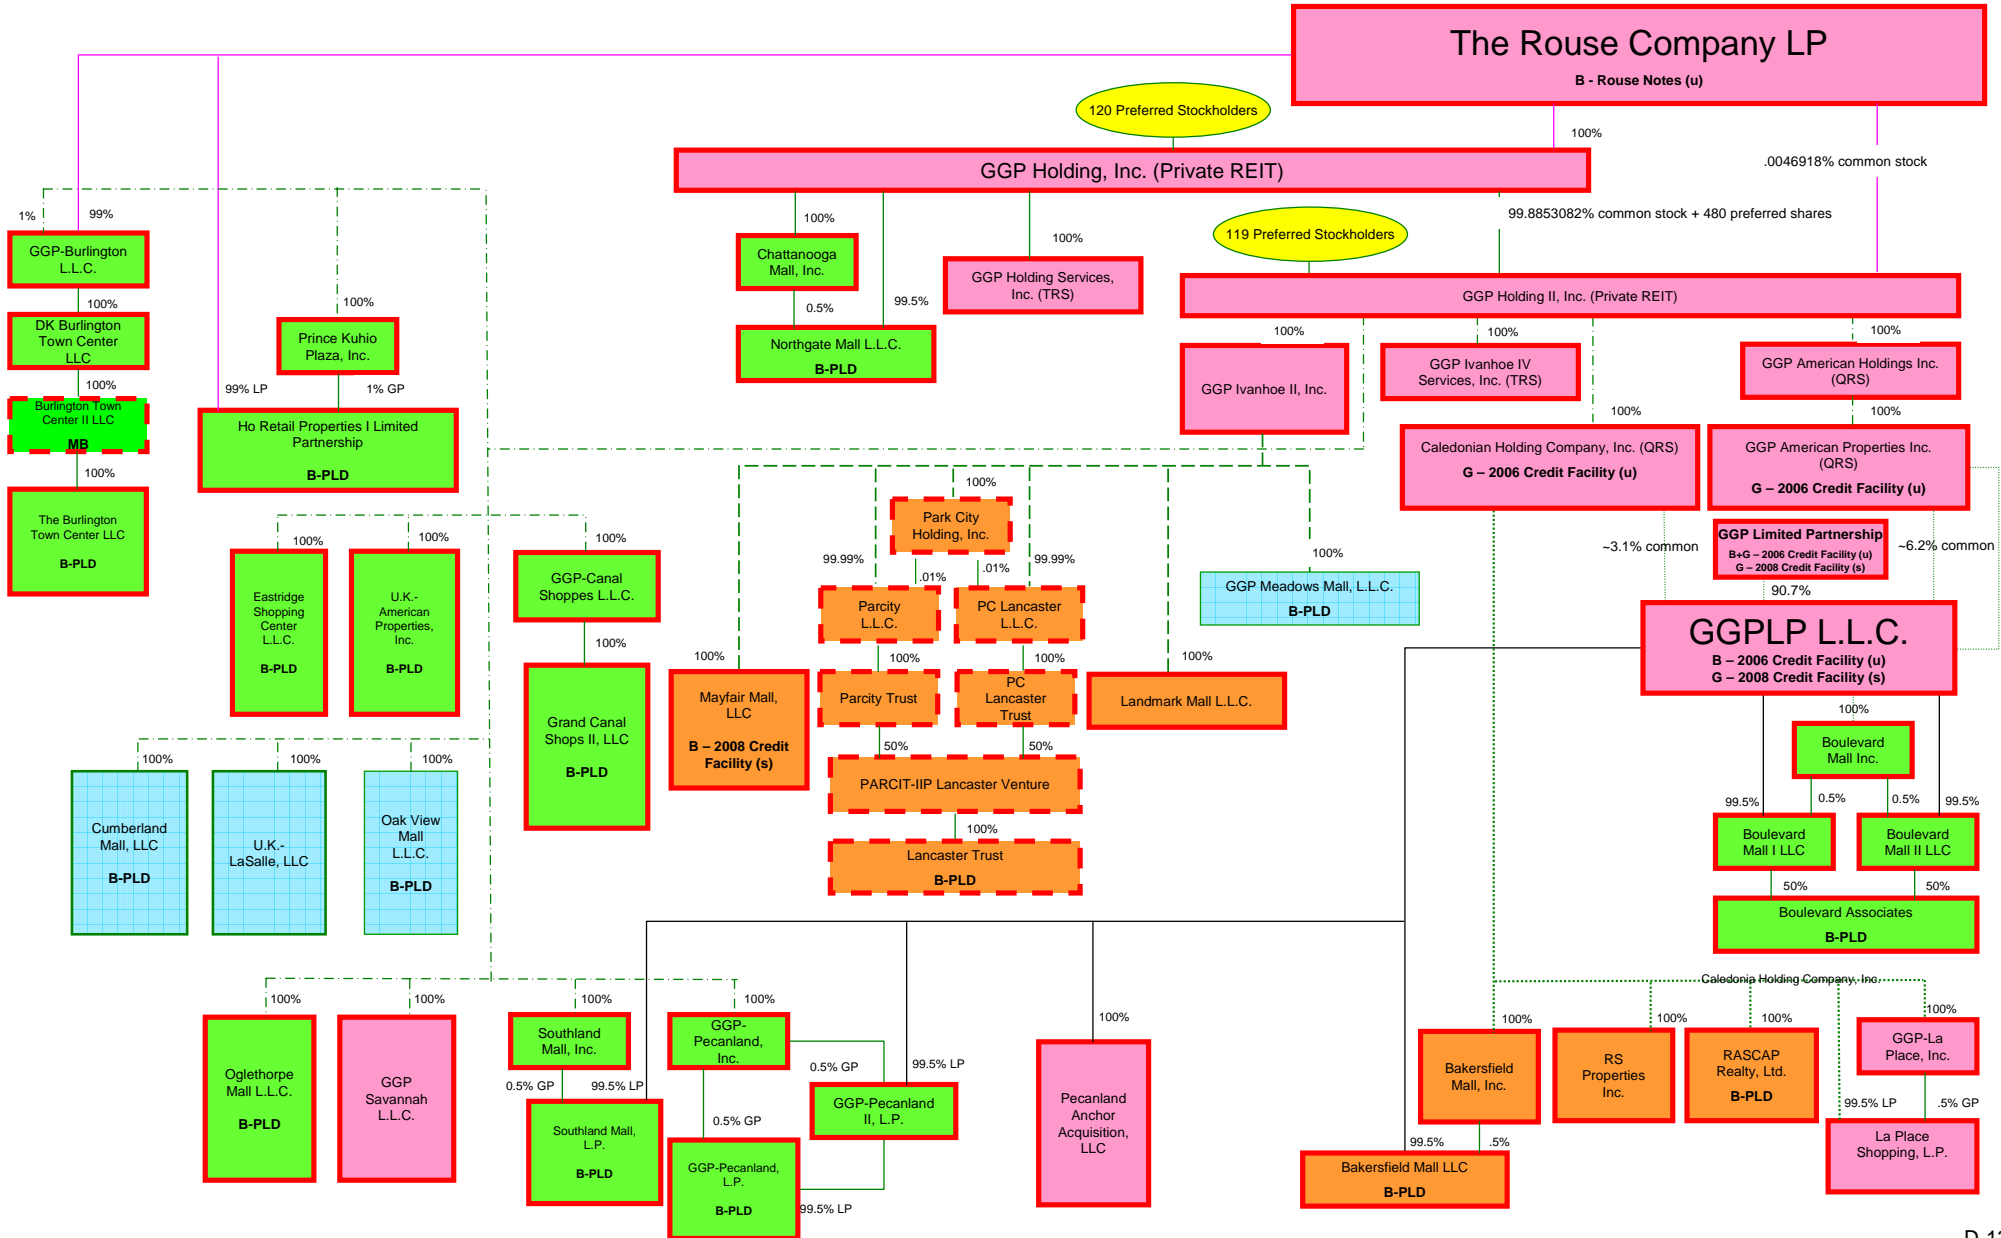 The Rouse Company LP
B - Rouse Notes (u)
120 Preferred Stockholders
100%
.0046918% common stock
GGP Holding, Inc. (Private REIT)
99.8853082% common stock + 480 preferred shares
119 Preferred Stockholders
1%
99%
GGP-Burlington
L.L.C.
100%
DK Burlington
Town Center
LLC
100%
Burlington Town
Center II LLC
MB
100%
The Burlington
Town Center LLC
B-PLD
100%
Prince Kuhio
Plaza, Inc.
99% LP
1% GP
Ho Retail Properties I Limited
Partnership
B-PLD
100%
Chattanooga
Mall, Inc.
0.5%
99.5%
Northgate Mall L.L.C.
B-PLD
100%
GGP Holding Services,
Inc. (TRS)
GGP Holding II, Inc. (Private REIT)
100%
GGP Ivanhoe II, Inc.
100%
GGP Ivanhoe IV
Services, Inc. (TRS)
100%
GGP American Holdings Inc.
(QRS)
100%
Caledonian Holding Company, Inc. (QRS)
G – 2006 Credit Facility (u)
100%
GGP American Properties Inc.
(QRS)
G – 2006 Credit Facility (u)
~3.1% common
GGP Limited Partnership
B+G – 2006 Credit Facility (u)
G – 2008 Credit Facility (s)
~6.2% common
90.7%
GGPLP L.L.C.
B – 2006 Credit Facility (u)
G – 2008 Credit Facility (s)
100%
Boulevard
Mall Inc.
99.5%
0.5%
0.5%
99.5%
Boulevard
Mall I LLC
Boulevard
Mall II LLC
50%
50%
Boulevard Associates
B-PLD
100%
Eastridge
Shopping
Center
L.L.C.
B-PLD
100%
U.K.-
American
Properties,
Inc.
B-PLD
100%
GGP-Canal
Shoppes L.L.C.
100%
Grand Canal
Shops II, LLC
B-PLD
100%
Park City
Holding, Inc.
99.99%
.01%
.01%
99.99%
Parcity
L.L.C.
PC Lancaster
L.L.C.
100%
100%
Parcity Trust
PC
Lancaster
Trust
50%
50%
PARCIT-IIP Lancaster Venture
100%
Lancaster Trust
B-PLD
100%
Mayfair Mall,
LLC
B – 2008 Credit
Facility (s)
100%
Landmark Mall L.L.C.
100%
GGP Meadows Mall, L.L.C.
B-PLD
100%
Cumberland
Mall, LLC
B-PLD
100%
U.K.-
LaSalle, LLC
100%
Oak View
Mall
L.L.C.
B-PLD
100%
Oglethorpe
Mall L.L.C.
B-PLD
100%
GGP
Savannah
L.L.C.
100%
Southland
Mall, Inc.
0.5% GP
99.5% LP
Southland Mall,
L.P.
B-PLD
100%
GGP-
Pecanland,
Inc.
0.5% GP
0.5% GP
99.5% LP
GGP-Pecanland
II, L.P.
GGP-Pecanland,
L.P.
B-PLD
99.5% LP
100%
Pecanland
Anchor
Acquisition,
LLC
Caledonia Holding Company, Inc.
100%
Bakersfield
Mall, Inc.
99.5%
.5%
Bakersfield Mall LLC
B-PLD
100%
RS
Properties
Inc.
100%
RASCAP
Realty, Ltd.
B-PLD
100%
GGP-La
Place, Inc.
99.5% LP
.5% GP
La Place
Shopping, L.P.